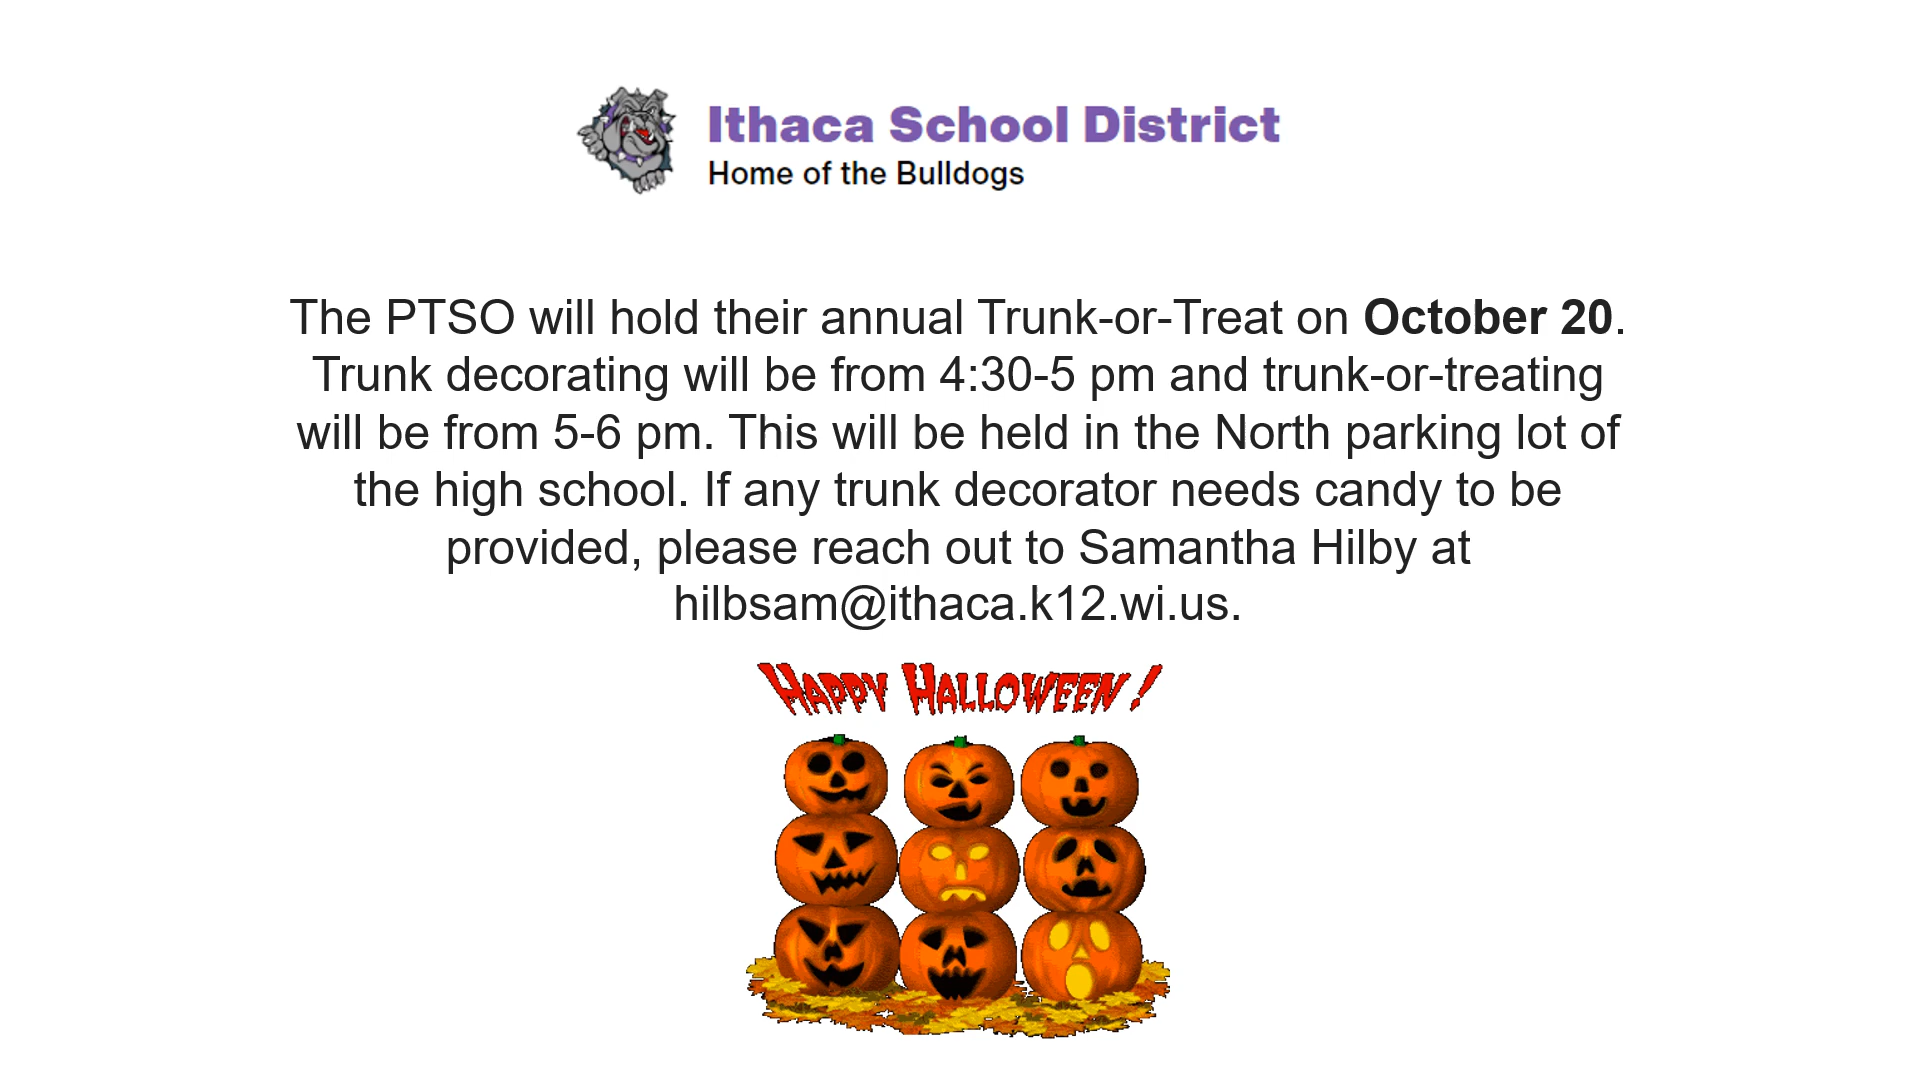 Ithaca School District
Home of the Bulldogs
The PTSO will hold their annual Trunk-or-Treat on October 20.
Trunk decorating will be from 4:30-5 pm and trunk-or-treating
will be from 5-6 pm. This will be held in the North parking lot of
the high school. If any trunk decorator needs candy to be
provided, please reach out to Samantha Hilby at
hilbsam@ithaca.k12.wi.us.
HAPPY HALLOWEEN!